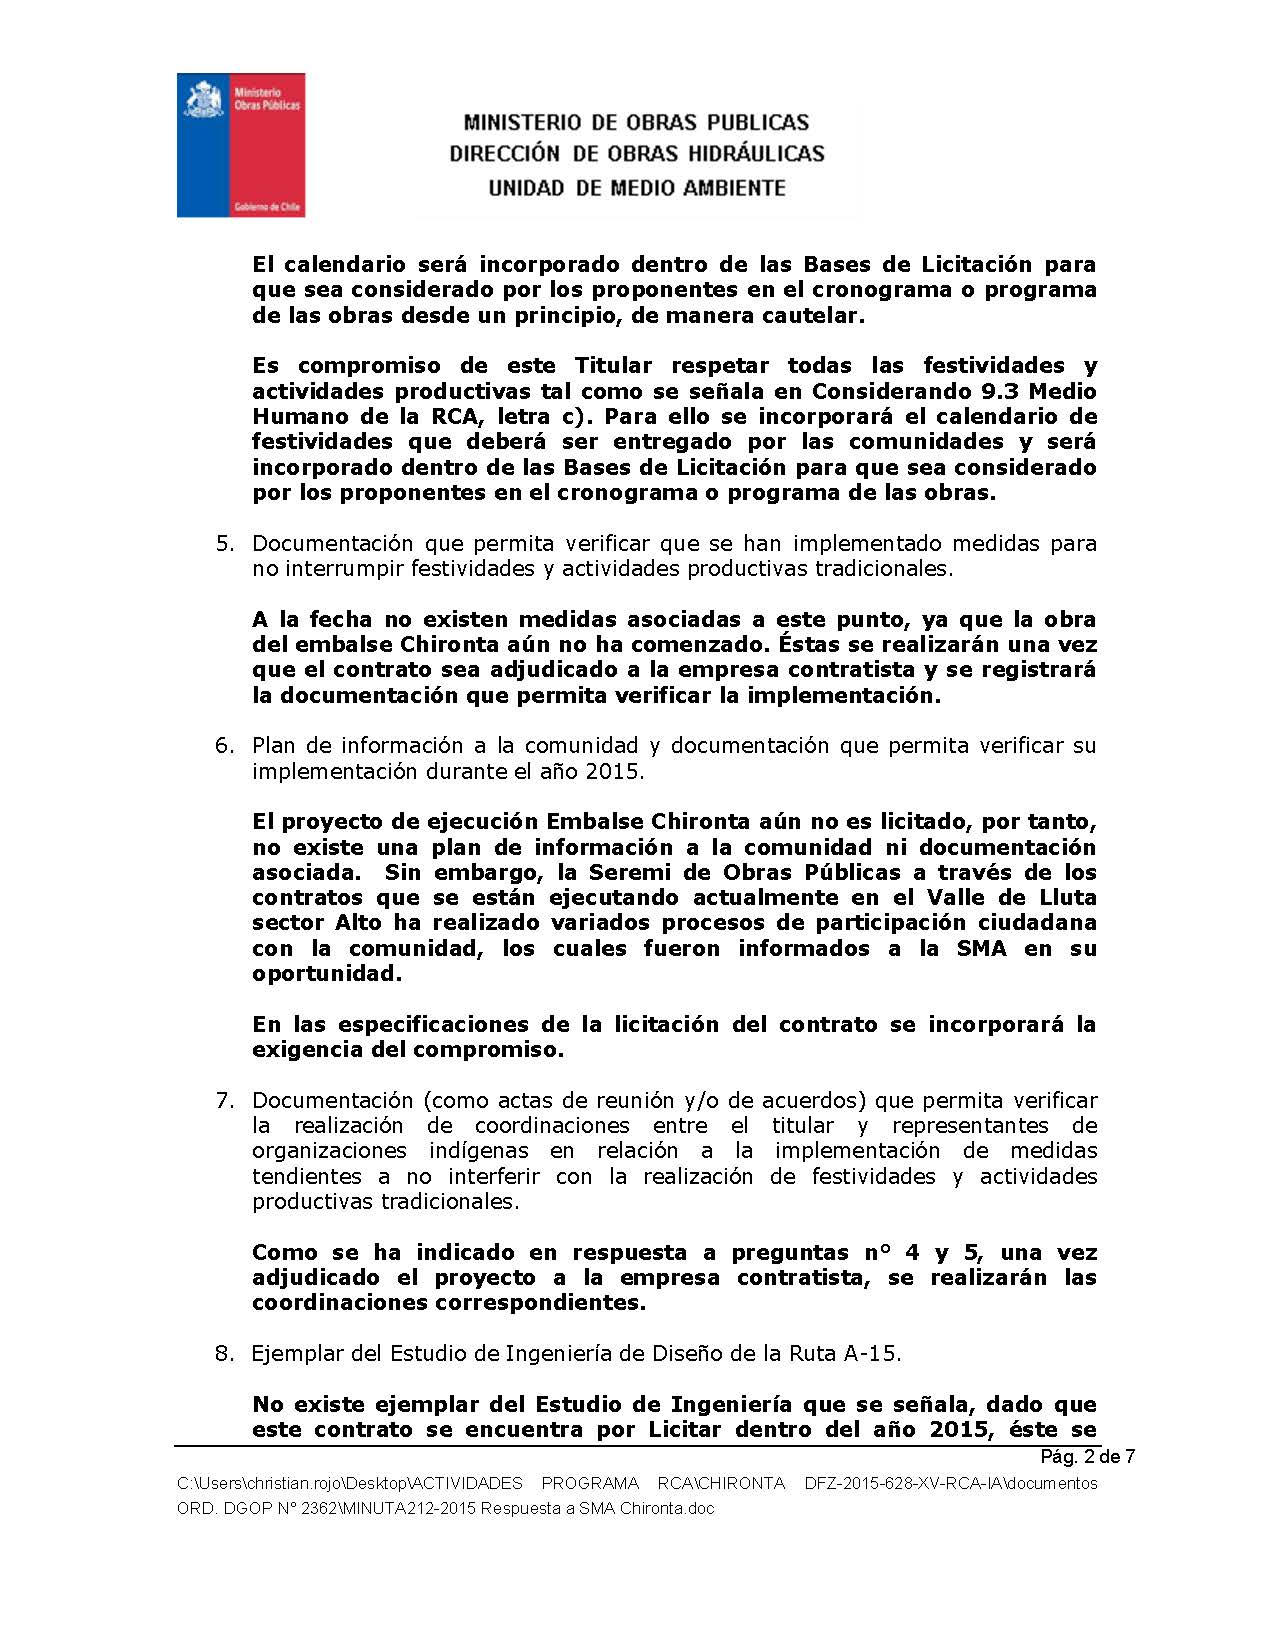 Ministerio
Obras Públicas
Gobierno de Chile
MINISTERIO DE OBRAS PUBLICAS
DIRECCIÓN DE OBRAS HIDRÁULICAS
UNIDAD DE MEDIO AMBIENTE
El calendario será incorporado dentro de las Bases de Licitación para
que sea considerado por los proponentes en el cronograma o programa
de las obras desde un principio, de manera cautelar.
Es compromiso de este Titular respetar todas las festividades y
actividades productivas tal como se señala en Considerando 9.3 Medio
Humano de la RCA, letra c). Para ello se incorporará el calendario de
festividades que deberá ser entregado por las comunidades y será
incorporado dentro de las Bases de Licitación para que sea considerado
por los proponentes en el cronograma o programa de las obras.
5. Documentación que permita verificar que se han implementado medidas para
no interrumpir festividades y actividades productivas tradicionales.
A la fecha no existen medidas asociadas a este punto, ya que la obra
del embalse Chironta aún no ha comenzado. Éstas se realizarán una vez
que el contrato sea adjudicado a la empresa contratista y se registrará
la documentación que permita verificar la implementación.
6. Plan de información a la comunidad y documentación que permita verificar su
implementación durante el año 2015.
El proyecto de ejecución Embalse Chironta aún no es licitado, por tanto,
no existe una plan de información a la comunidad ni documentación
asociada. Sin embargo, la Seremi de Obras Públicas a través de los
contratos que se están ejecutando actualmente en el Valle de Lluta
sector Alto ha realizado variados procesos de participación ciudadana
con la comunidad, los cuales fueron informados a la SMA en su
oportunidad.
En las especificaciones de la licitación del contrato se incorporará la
exigencia del compromiso.
7. Documentación (como actas de reunión y/o de acuerdos) que permita verificar
la realización de coordinaciones entre el titular y representantes de
organizaciones indígenas en relación a la implementación de medidas
tendientes a no interferir con la realización de festividades y actividades
productivas tradicionales.
Como se ha indicado en respuesta a preguntas n° 4 y 5, una vez
adjudicado el proyecto a la empresa contratista, se realizarán las
coordinaciones correspondientes.
8. Ejemplar del Estudio de Ingeniería de Diseño de la Ruta A-15.
No existe ejemplar del Estudio de Ingeniería que se señala, dado que
este contrato se encuentra por Licitar dentro del año 2015, éste se
Pág. 2 de 7
C:\Users\christian.rojo\Desktop\ACTIVIDADES PROGRAMA RCA\CHIRONTA DFZ-2015-628-XV-RCA-IA\documentos
ORD. DGOP N° 2362\MINUTA212-2015 Respuesta a SMA Chironta.doc